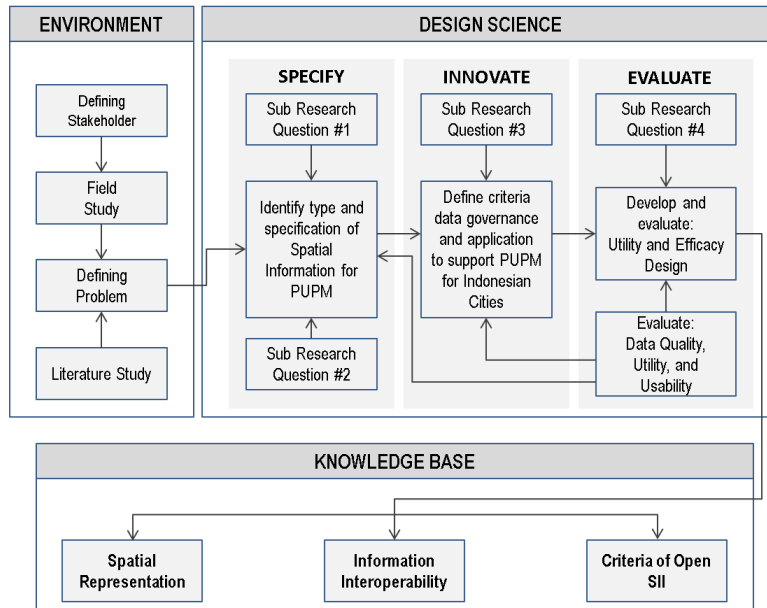 ENVIRONMENT
Defining
Stakeholder
Field
Study
Defining
Problem
Literature Study
DESIGN SCIENCE
SPECIFY
Sub Research
Question #1
Identify type and
specification of
Spatial
Information for
PUPM
Sub Research
Question #2
INNOVATE
Sub Research
Question #3
Define criteria
data governance
and application
to support PUPM
for Indonesian
Cities
EVALUATE
Sub Research
Question #4
Develop and
evaluate:
Utility and Efficacy
Design
Evaluate:
Data Quality,
Utility, and
Usability
KNOWLEDGE BASE
Spatial
Representation
Information
Interoperability
Criteria of Open
SII